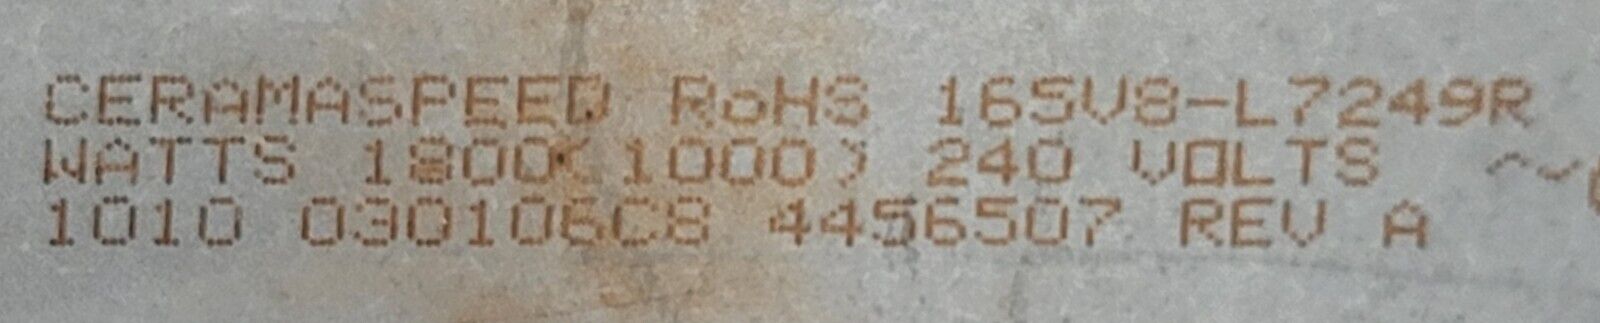 CERAMASPEED RoHS 165V8-L7249R
WATTS 1800(1000) 240 VOLTS ~
1010 030106C8 4456507 REV A